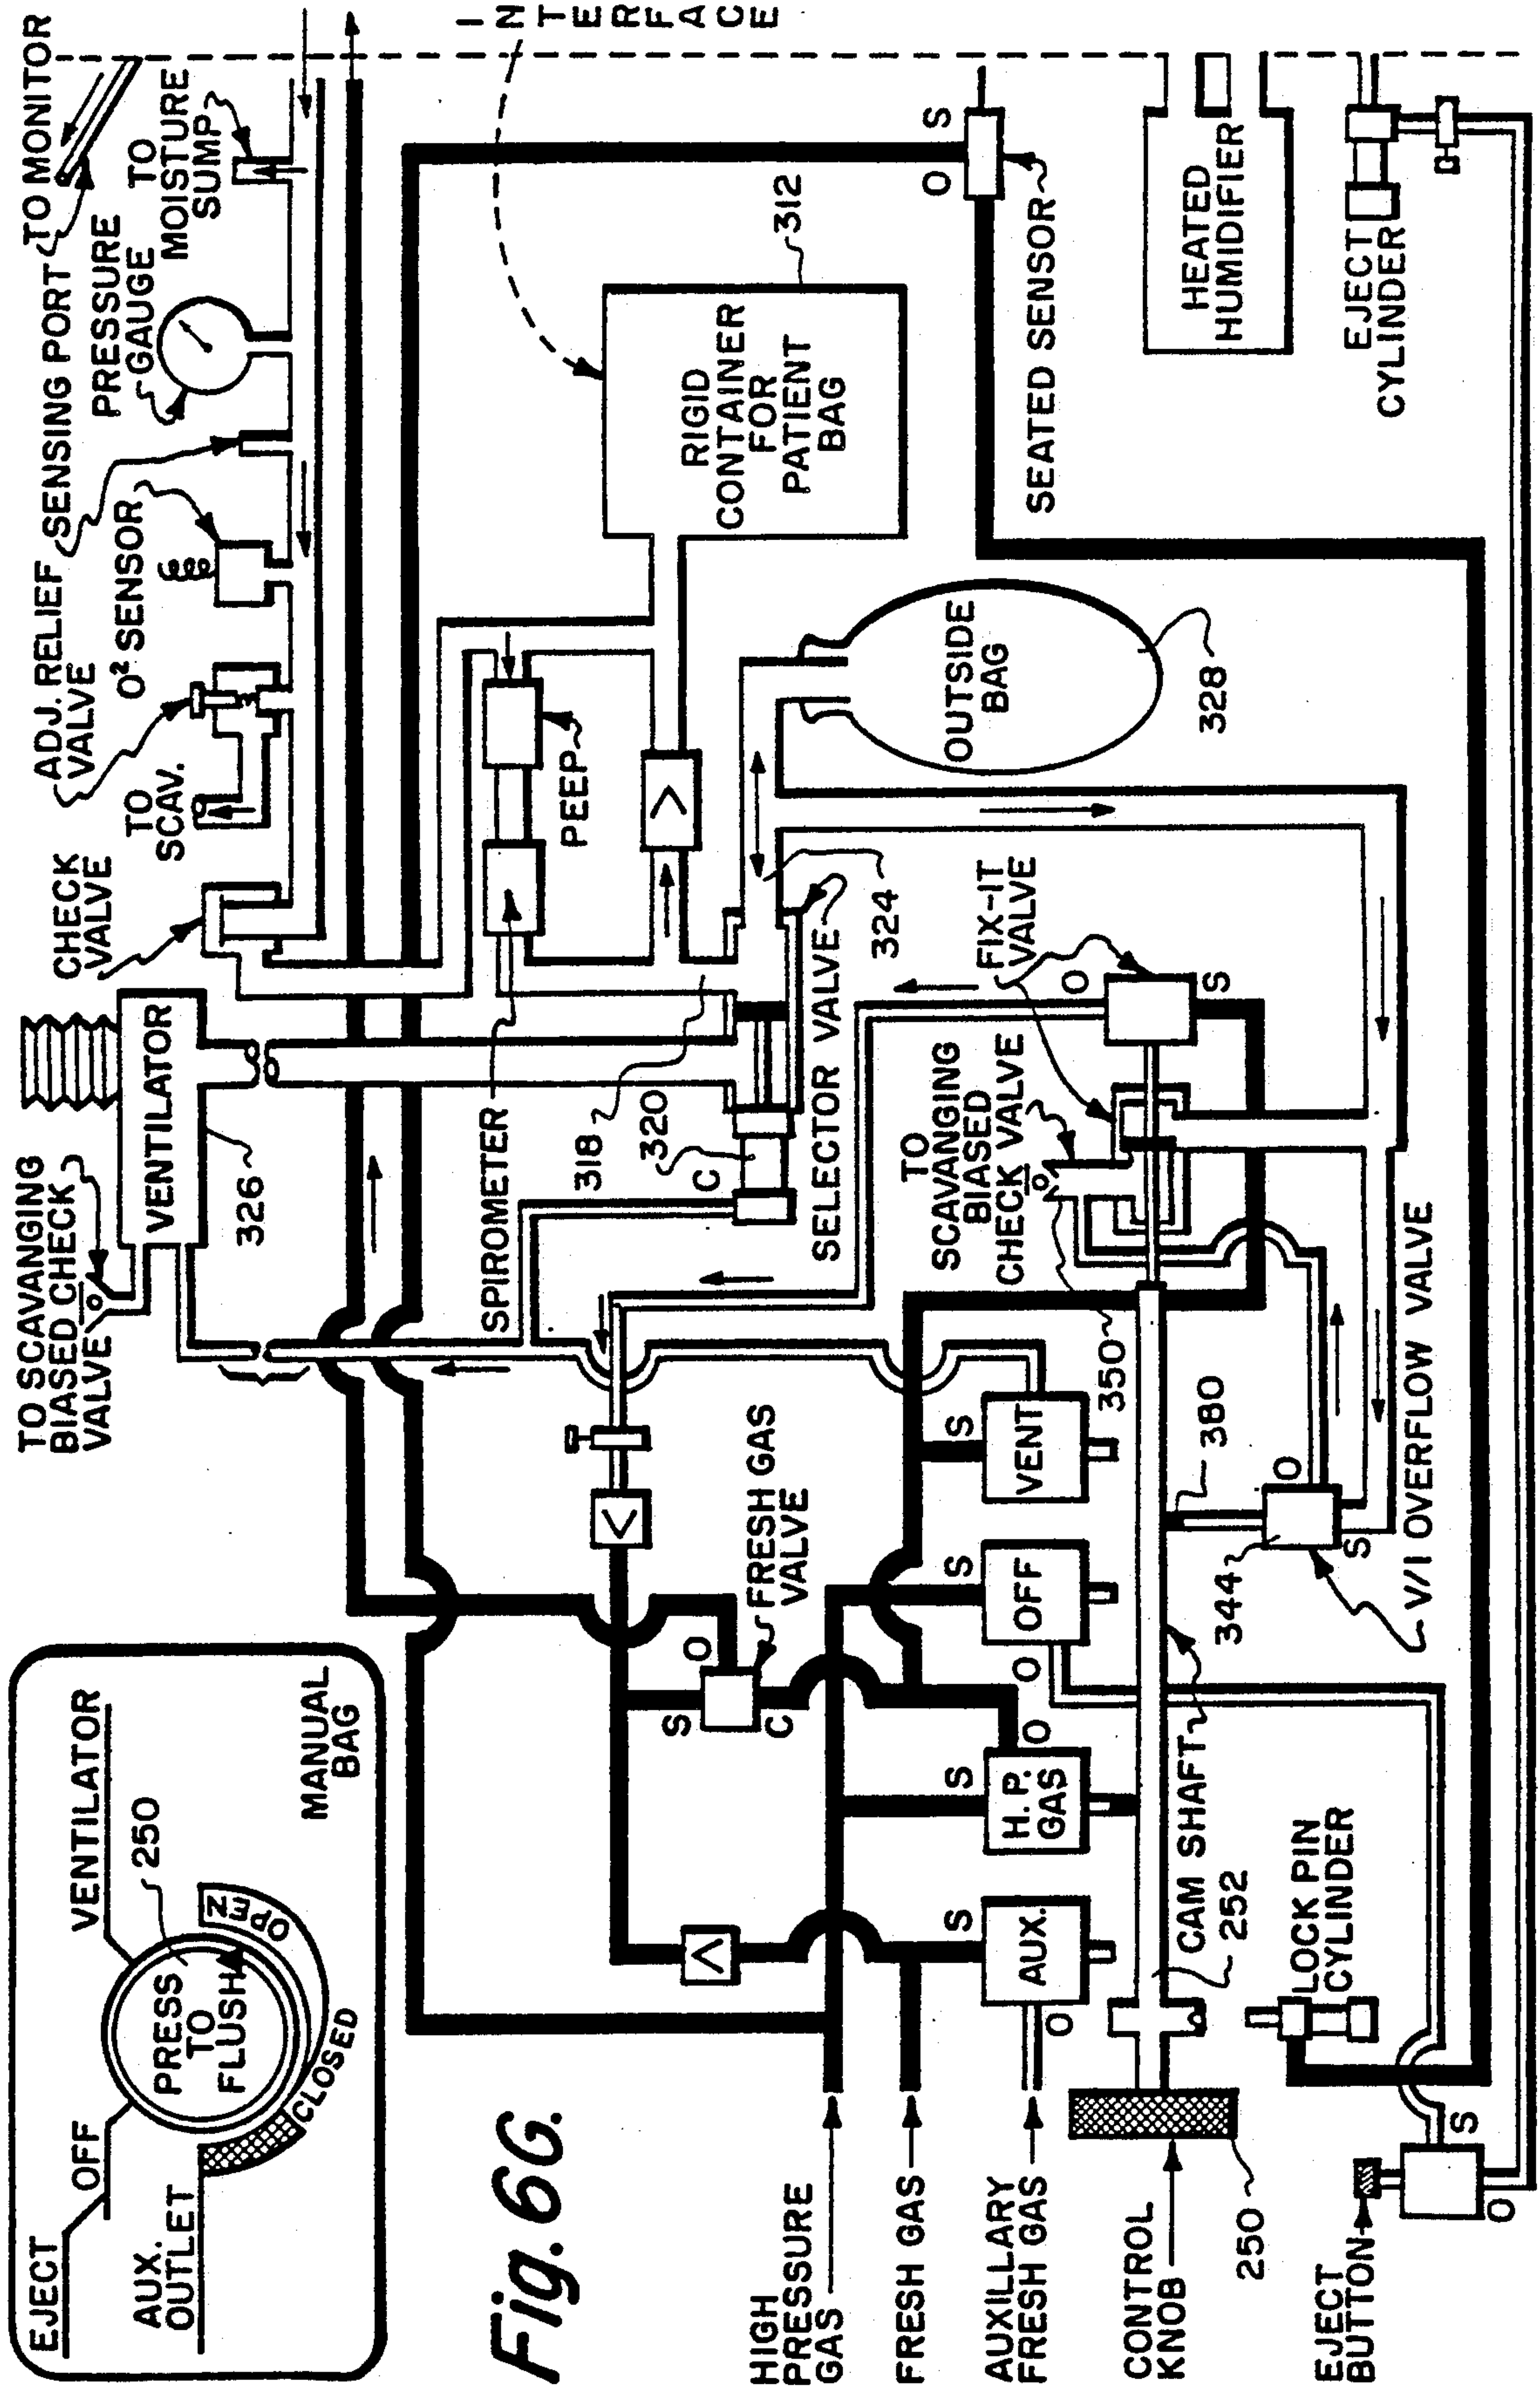 TO SCAVANGING
BIASED CHECK
VALVE
VENTILATOR
326
CHECK
VALVE
TO
SCAV.
ADJ. RELIEF
VALVE
O² SENSOR
SENSING PORT
PRESSURE
GAUGE
TO MONITOR
TO
MOISTURE
SUMP
INTERFACE
EJECT
OFF
VENTILATOR
250
PRESS
TO
FLUSH
OPEN
CLOSED
AUX.
OUTLET
MANUAL
BAG
Fig. 6G.
SPIROMETER
PEEP
318
320
C
SELECTOR VALVE
324
RIGID
CONTAINER
FOR
PATIENT
BAG
312
OUTSIDE
BAG
328
O
S
SEATED SENSOR
HEATED
HUMIDIFIER
EJECT
CYLINDER
FRESH GAS
VALVE
S
O
C
HIGH
PRESSURE
GAS
FRESH GAS
AUXILLARY
FRESH GAS
CONTROL
KNOB
250
EJECT
BUTTON
S
O
AUX.
S
O
H.P.
GAS
S
O
OFF
S
O
VENT
S
CAM SHAFT
252
LOCK PIN
CYLINDER
350
380
344
O
S
V/I OVERFLOW VALVE
TO
SCAVANGING
BIASED
CHECK VALVE
FIX-IT
VALVE
O
S